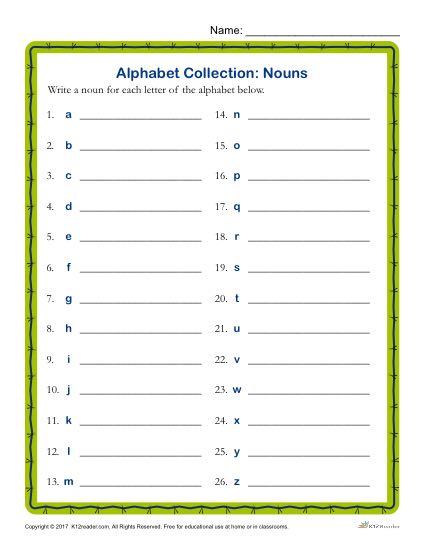 Name: ____________________
Alphabet Collection: Nouns
Write a noun for each letter of the alphabet below.
1. a ____________________
2. b ____________________
3. c ____________________
4. d ____________________
5. e ____________________
6. f ____________________
7. g ____________________
8. h ____________________
9. i ____________________
10. j ____________________
11. k ____________________
12. l ____________________
13. m ____________________
14. n ____________________
15. o ____________________
16. p ____________________
17. q ____________________
18. r ____________________
19. s ____________________
20. t ____________________
21. u ____________________
22. v ____________________
23. w ____________________
24. x ____________________
25. y ____________________
26. z ____________________
Copyright © 2017 K12reader.com. All Rights Reserved. Free for educational use at home or in classrooms.
K12Reader